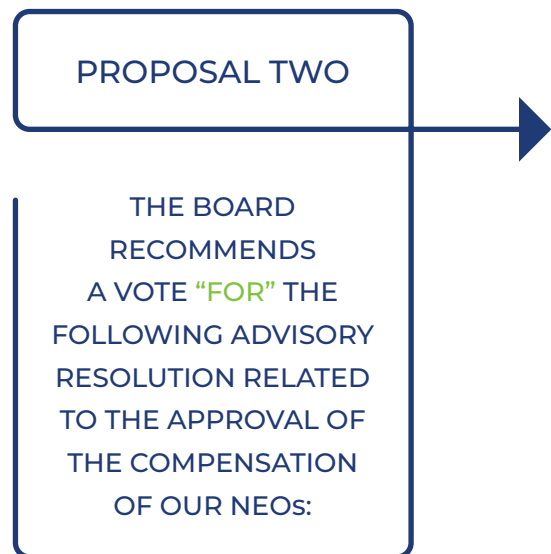 PROPOSAL TWO
THE BOARD
RECOMMENDS
A VOTE “FOR” THE
FOLLOWING ADVISORY
RESOLUTION RELATED
TO THE APPROVAL OF
THE COMPENSATION
OF OUR NEOs: